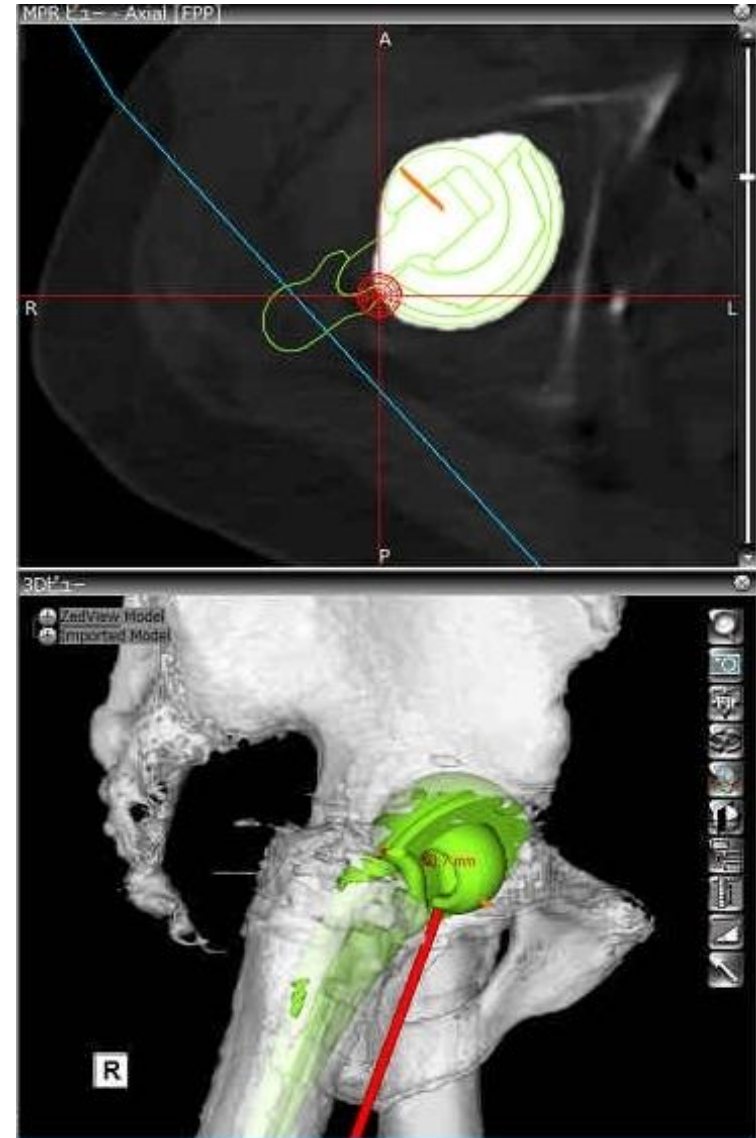 MPR ビュー - Axial [FPP]
A
R
L
P
3Dビュー
ZedView Model
Imported Model
R